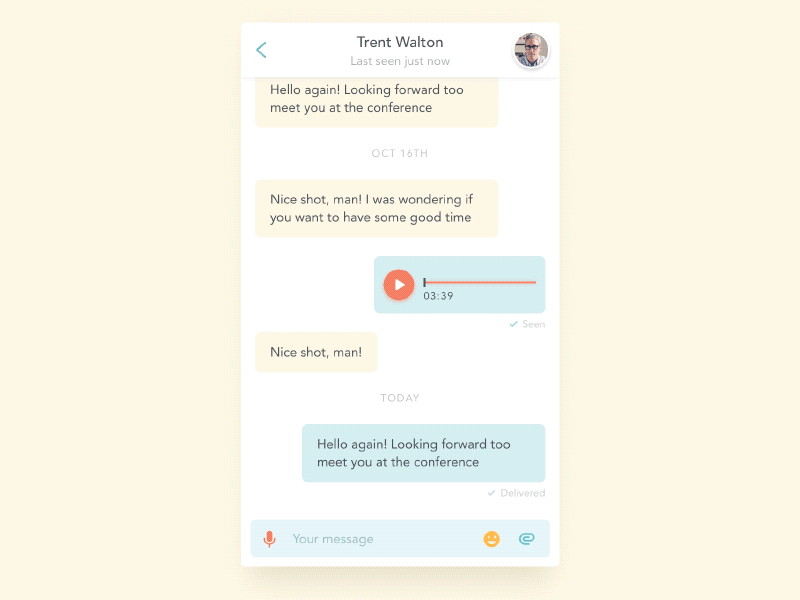 Trent Walton
Last seen just now
Hello again! Looking forward too
meet you at the conference
OCT 16TH
Nice shot, man! I was wondering if
you want to have some good time
03:39
Seen
Nice shot, man!
TODAY
Hello again! Looking forward too
meet you at the conference
Delivered
Your message